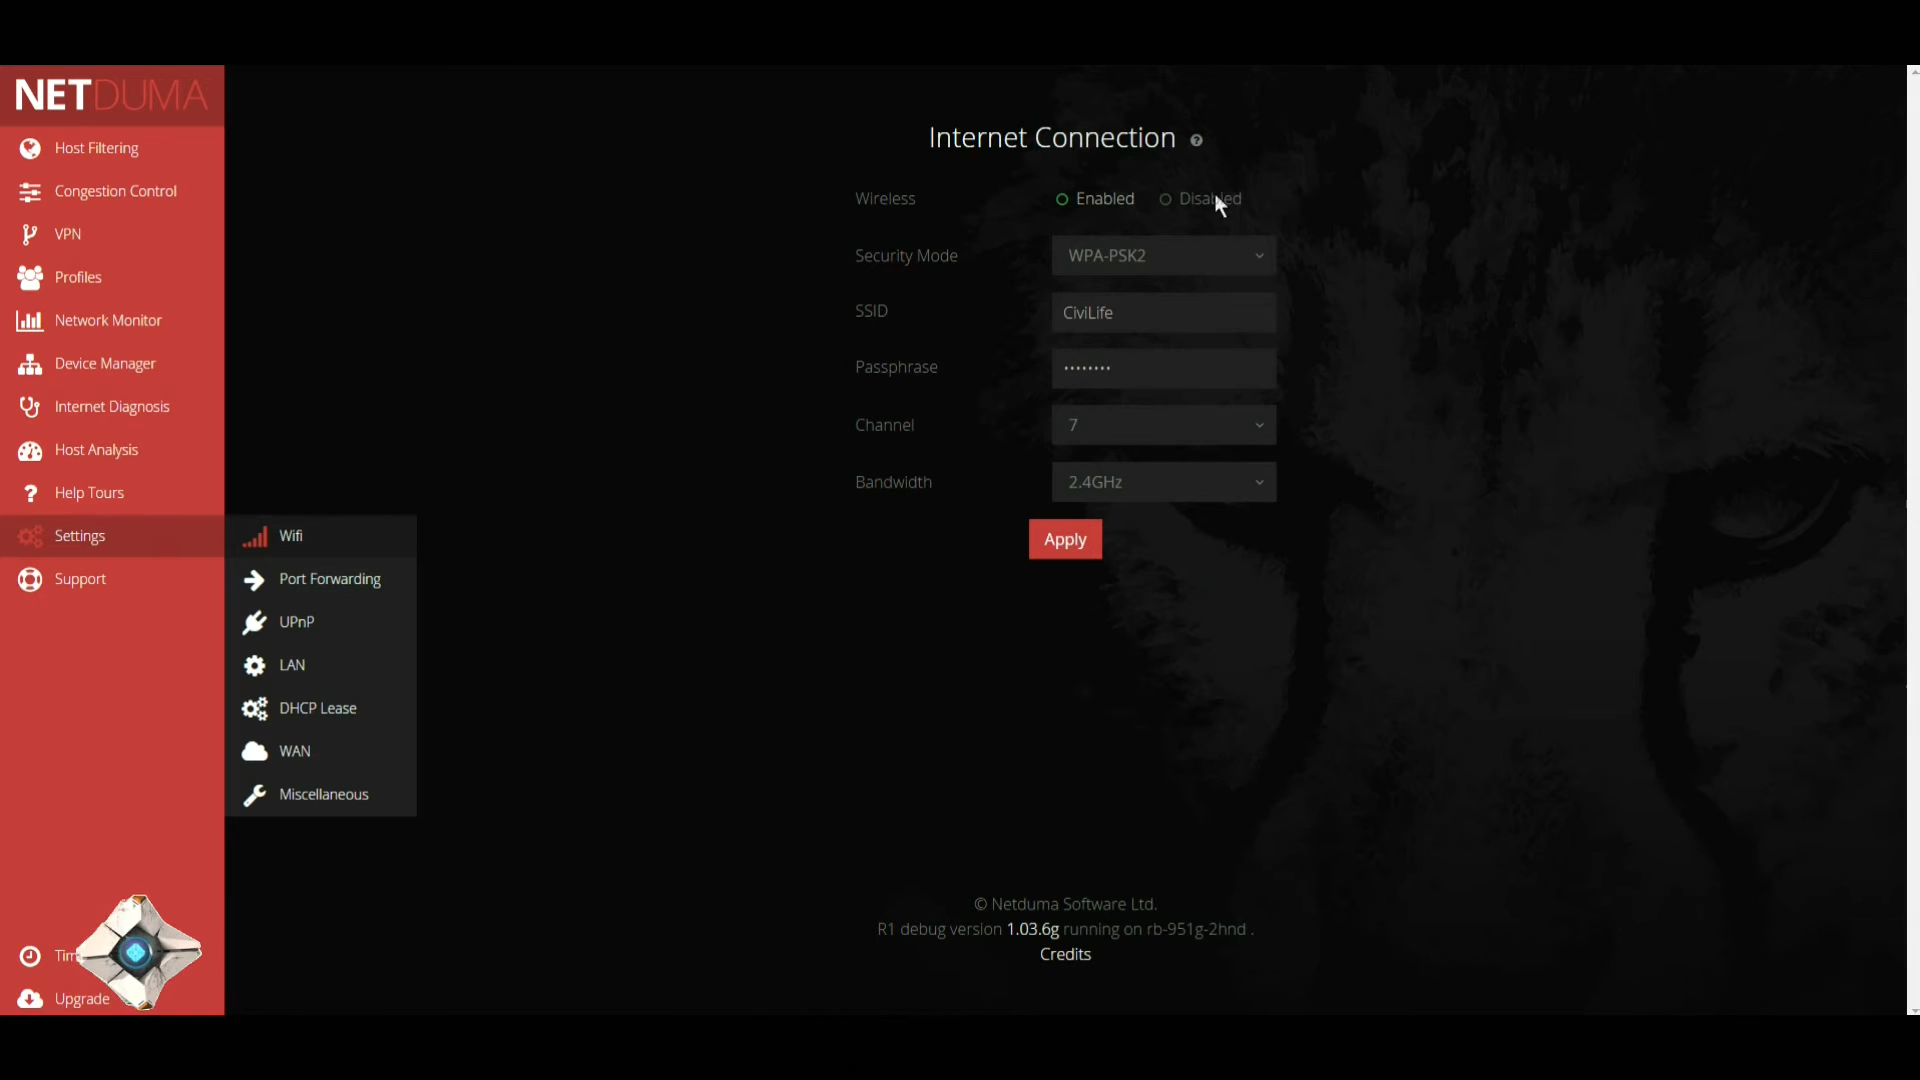 NETDUMA
Host Filtering
Congestion Control
VPN
Profiles
Network Monitor
Device Manager
Internet Diagnosis
Host Analysis
Help Tours
Settings
Support
Upgrade
Wifi
Port Forwarding
UPnP
LAN
DHCP Lease
WAN
Miscellaneous
Internet Connection
Wireless Enabled Disabled
Security Mode WPA-PSK2
SSID CiviLife
Passphrase ••••••••
Channel 7
Bandwidth 2.4GHz
Apply
© Netduma Software Ltd.
R1 debug version 1.03.6g running on rb-951g-2hnd .
Credits